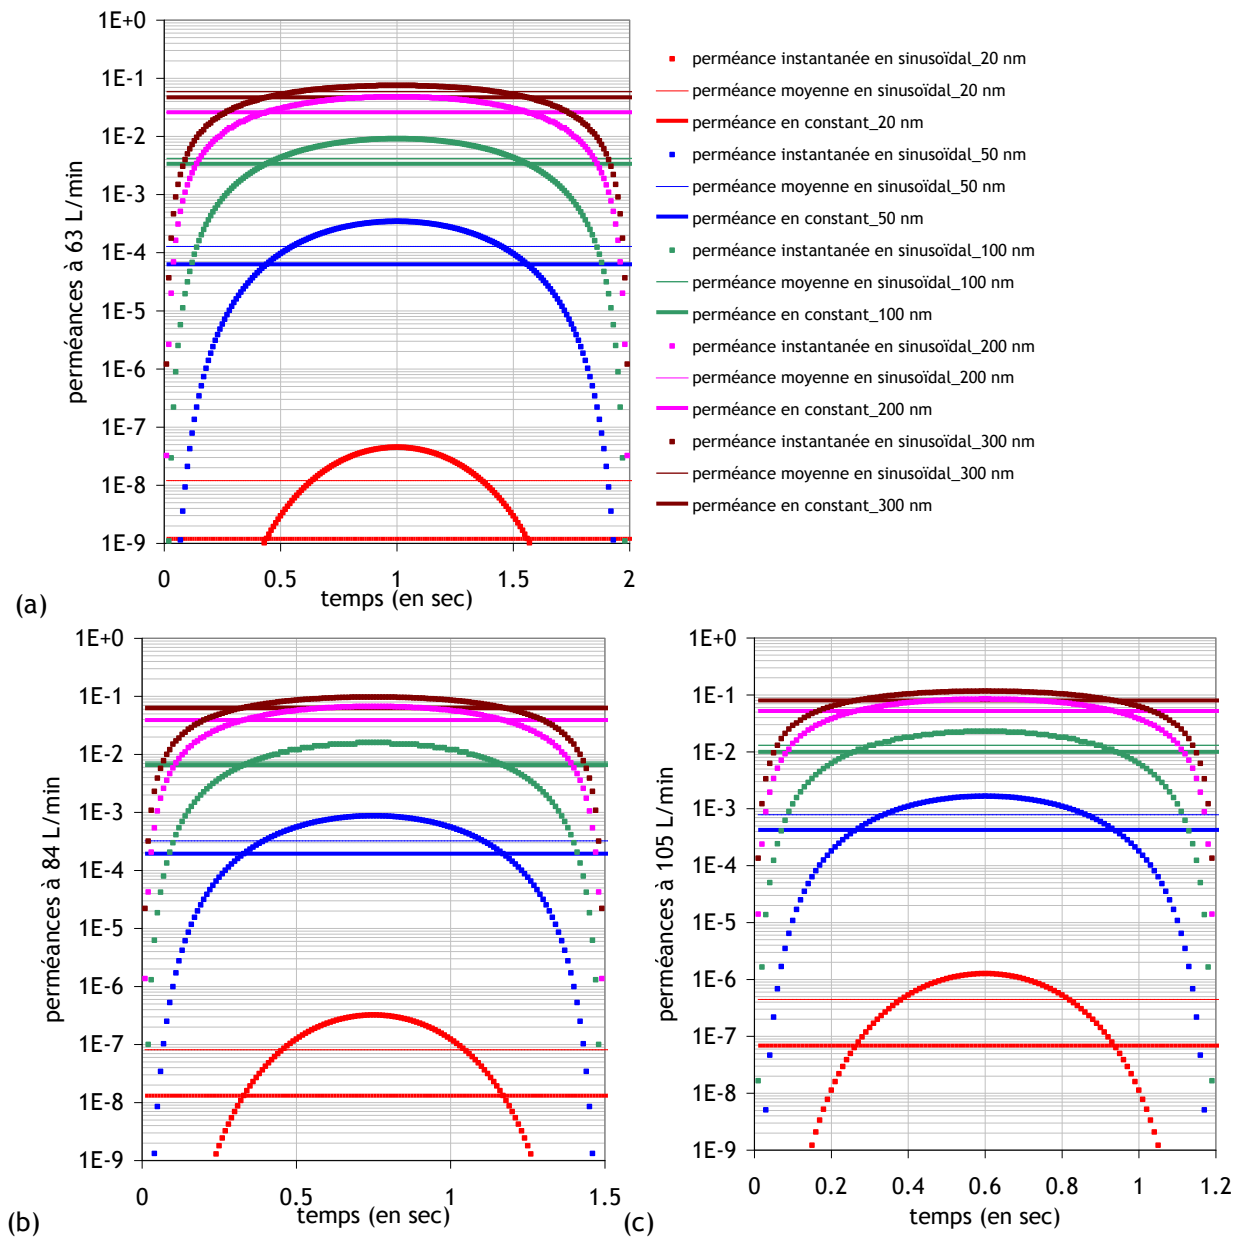 1E+0
1E-1
1E-2
1E-3
1E-4
1E-5
1E-6
1E-7
1E-8
1E-9
perméances à 63 L/min
0 0.5 1 1.5 2
temps (en sec)
(a)
perméance instantanée en sinusoïdal_20 nm
perméance moyenne en sinusoïdal_20 nm
perméance en constant_20 nm
perméance instantanée en sinusoïdal_50 nm
perméance moyenne en sinusoïdal_50 nm
perméance en constant_50 nm
perméance instantanée en sinusoïdal_100 nm
perméance moyenne en sinusoïdal_100 nm
perméance en constant_100 nm
perméance instantanée en sinusoïdal_200 nm
perméance moyenne en sinusoïdal_200 nm
perméance en constant_200 nm
perméance instantanée en sinusoïdal_300 nm
perméance moyenne en sinusoïdal_300 nm
perméance en constant_300 nm
1E+0
1E-1
1E-2
1E-3
1E-4
1E-5
1E-6
1E-7
1E-8
1E-9
perméances à 84 L/min
0 0.5 1 1.5
temps (en sec)
(b)
1E+0
1E-1
1E-2
1E-3
1E-4
1E-5
1E-6
1E-7
1E-8
1E-9
perméances à 105 L/min
0 0.2 0.4 0.6 0.8 1 1.2
temps (en sec)
(c)